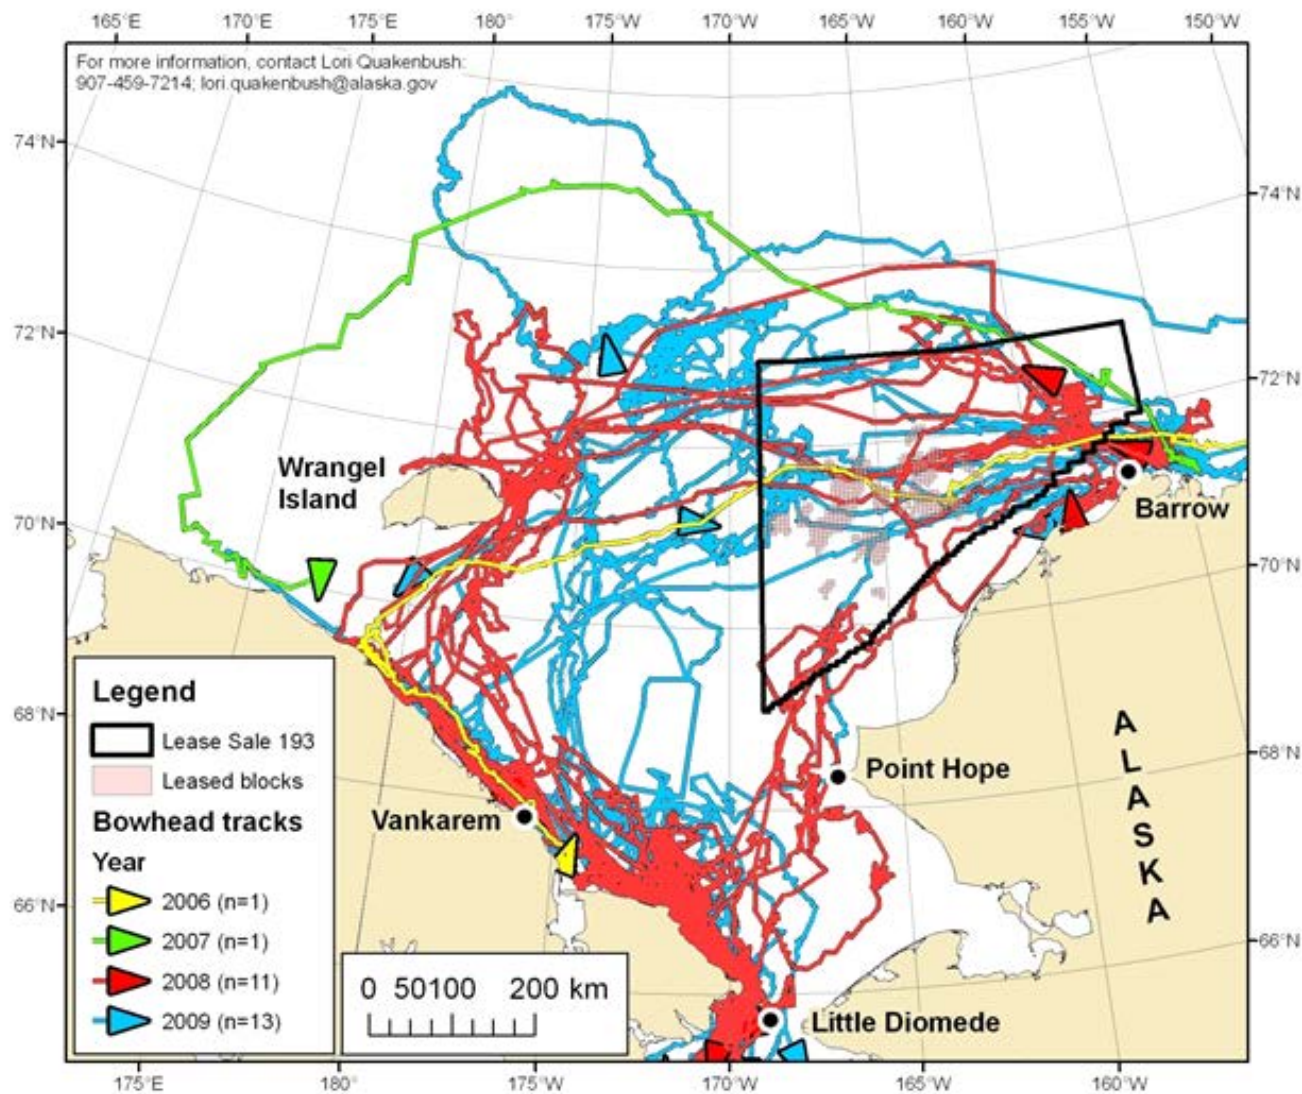 165°E 170°E 175°E 180° 175°W 170°W 165°W 160°W 155°W 150°W
For more information, contact Lori Quakenbush:
907-459-7214; lori.quakenbush@alaska.gov
74°N
74°N
72°N
72°N
Wrangel
Island
Barrow
70°N
70°N
Legend
Lease Sale 193
Leased blocks
Bowhead tracks
Year
2006 (n=1)
2007 (n=1)
2008 (n=11)
2009 (n=13)
68°N
68°N
ALASKA
Point Hope
Vankarem
66°N
66°N
0 50100 200 km
Little Diomede
175°E 180° 175°W 170°W 165°W 160°W